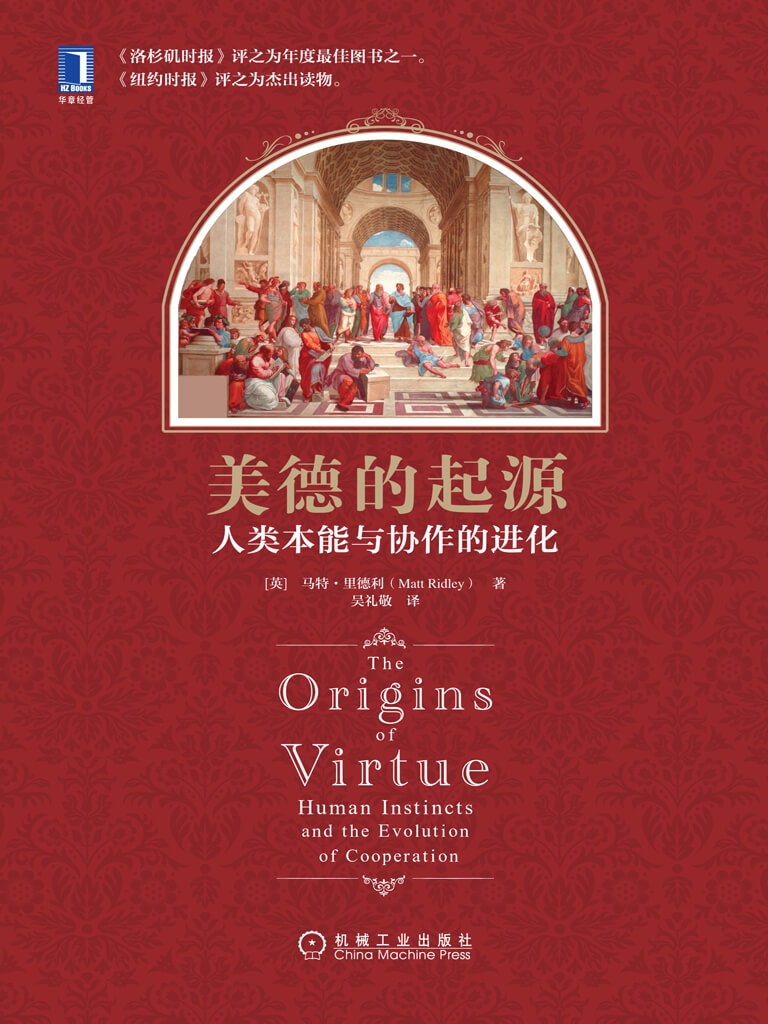 《洛杉矶时报》评之为年度最佳图书之一。
《纽约时报》评之为杰出读物。
HZ Books
华章经管
美德的起源
人类本能与协作的进化
[英] 马特·里德利（Matt Ridley） 著
吴礼敬 译
The
Origins
of
Virtue
Human Instincts
and the Evolution
of Cooperation
机械工业出版社
China Machine Press